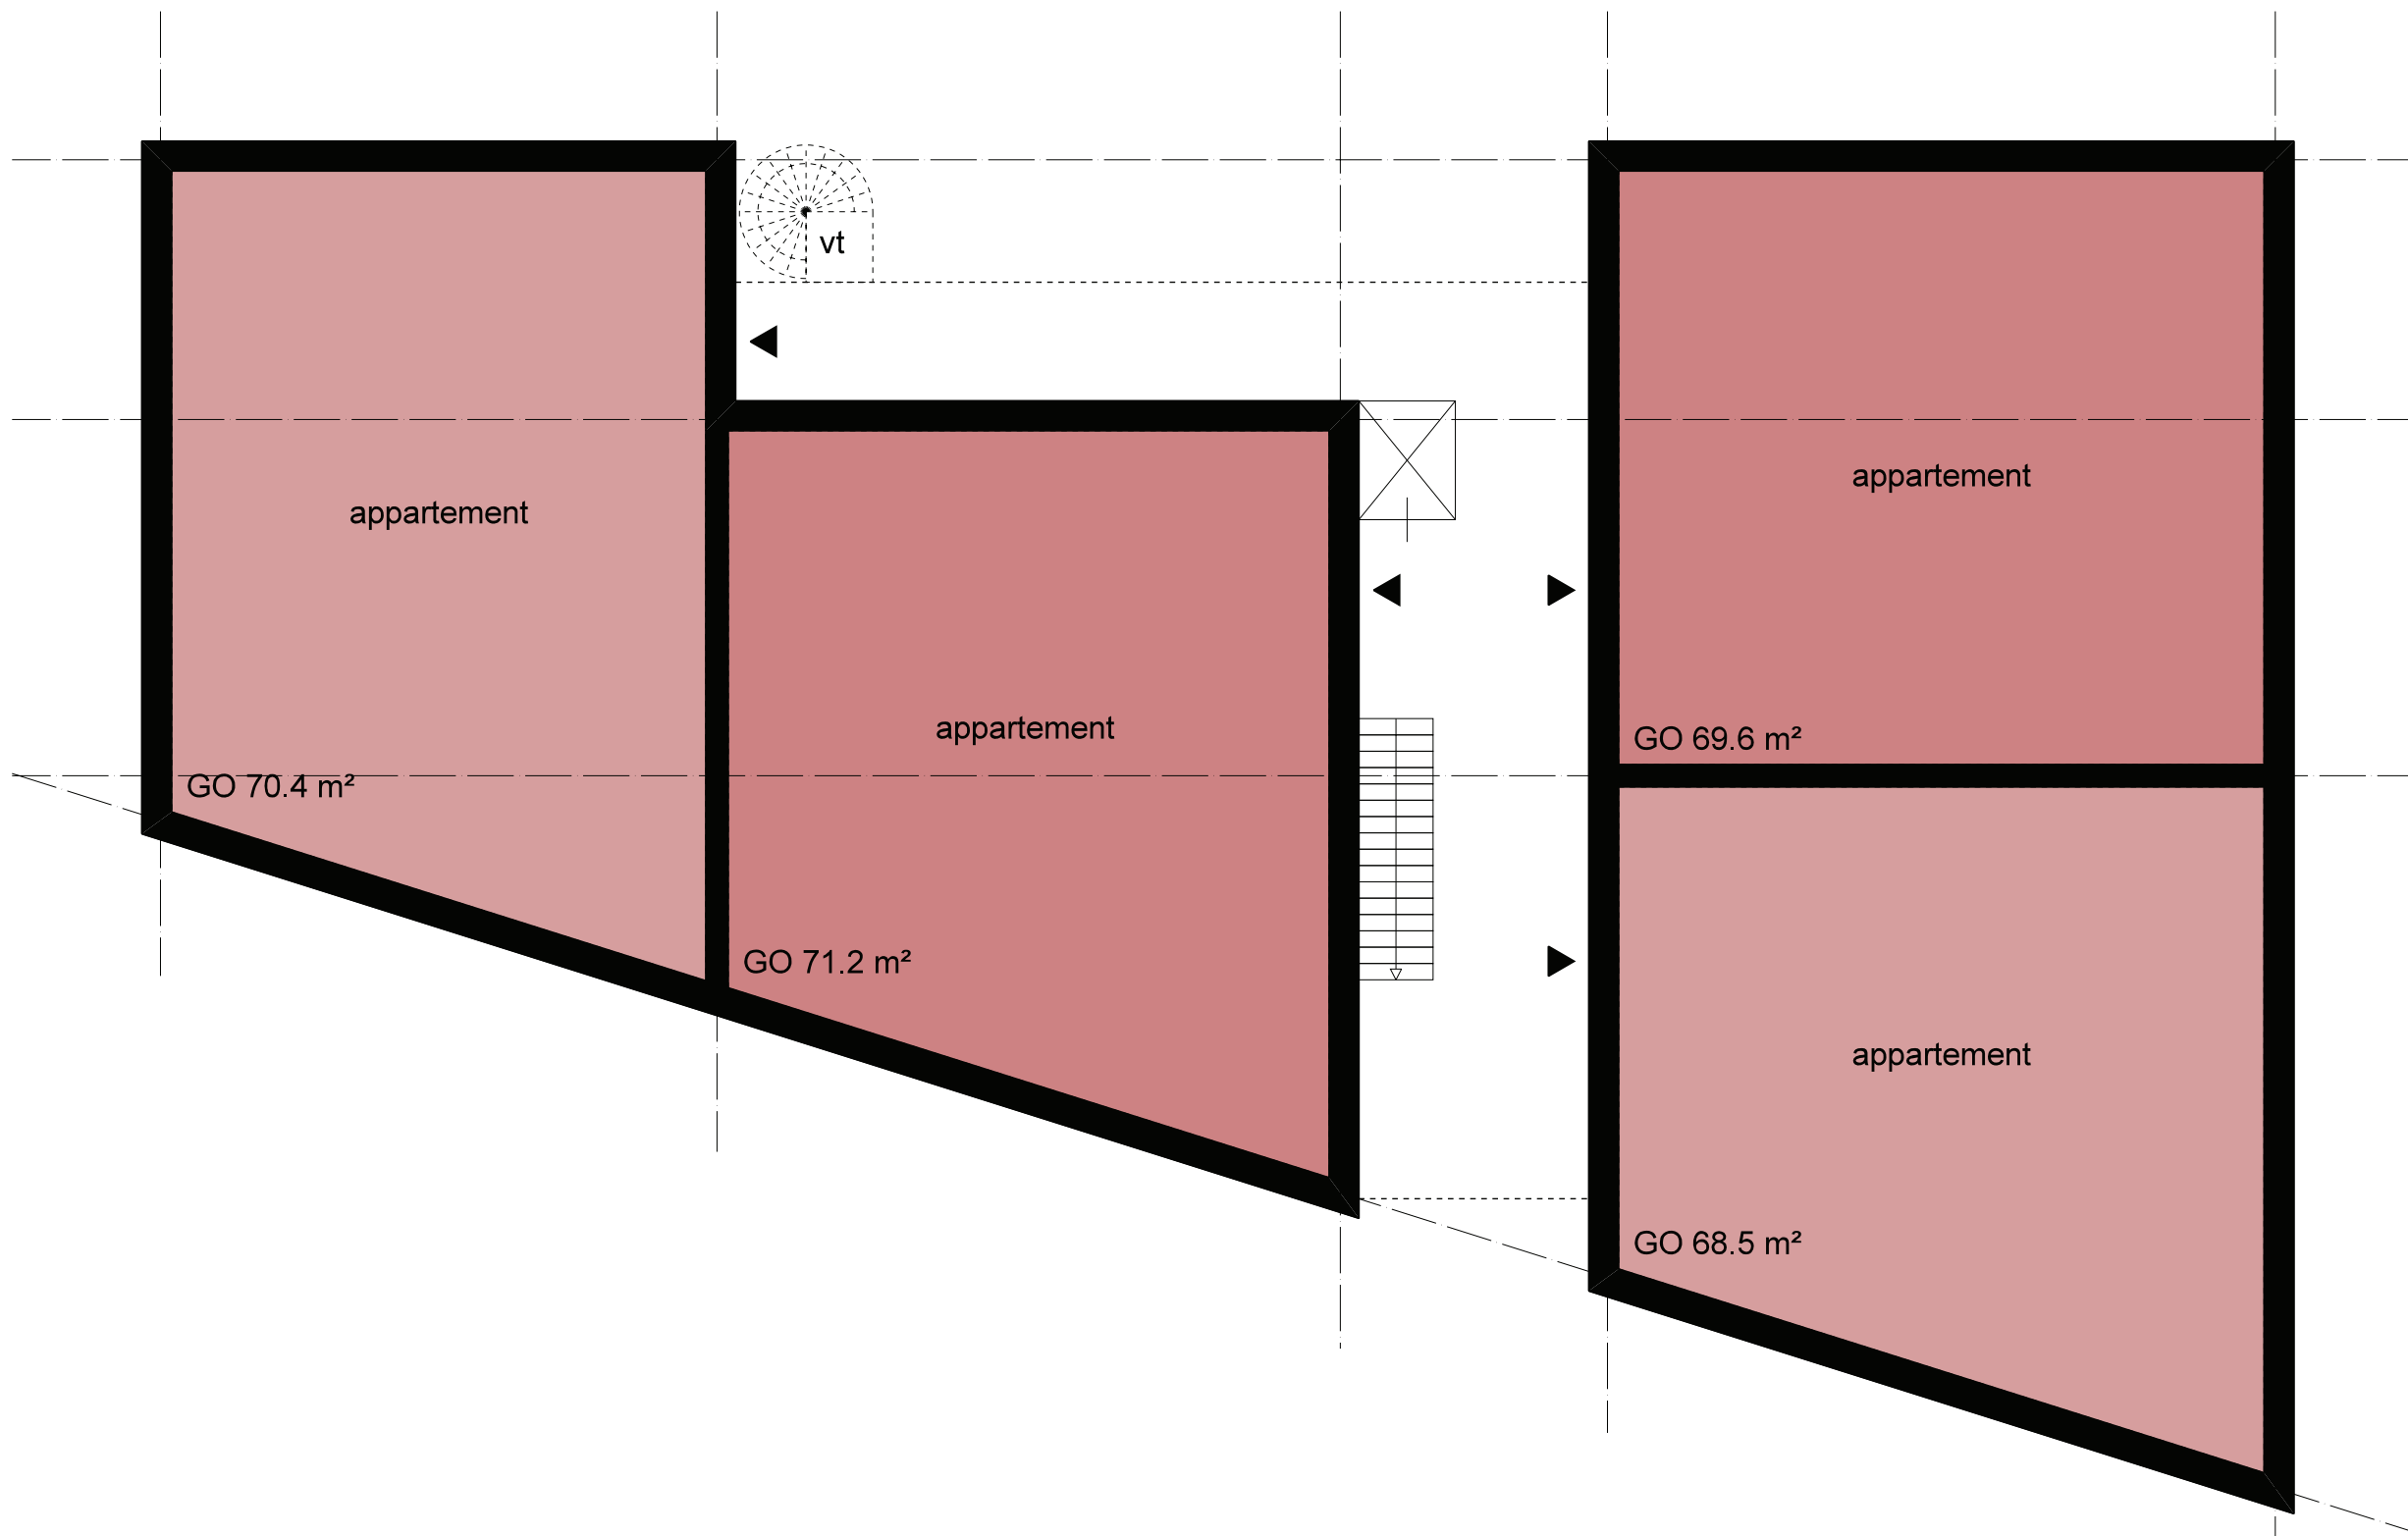 vt
appartement
GO 70.4 m²
appartement
GO 71.2 m²
appartement
GO 69.6 m²
appartement
GO 68.5 m²